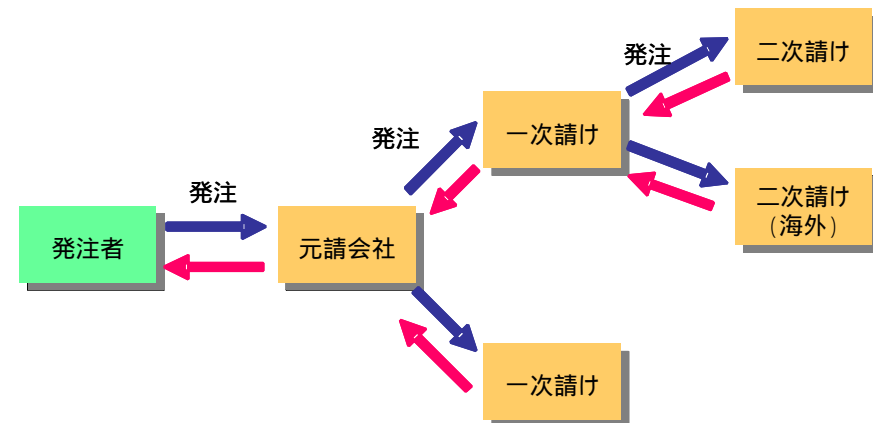 発注
二次請け
一次請け
発注
二次請け
(海外)
発注
発注者
元請会社
一次請け